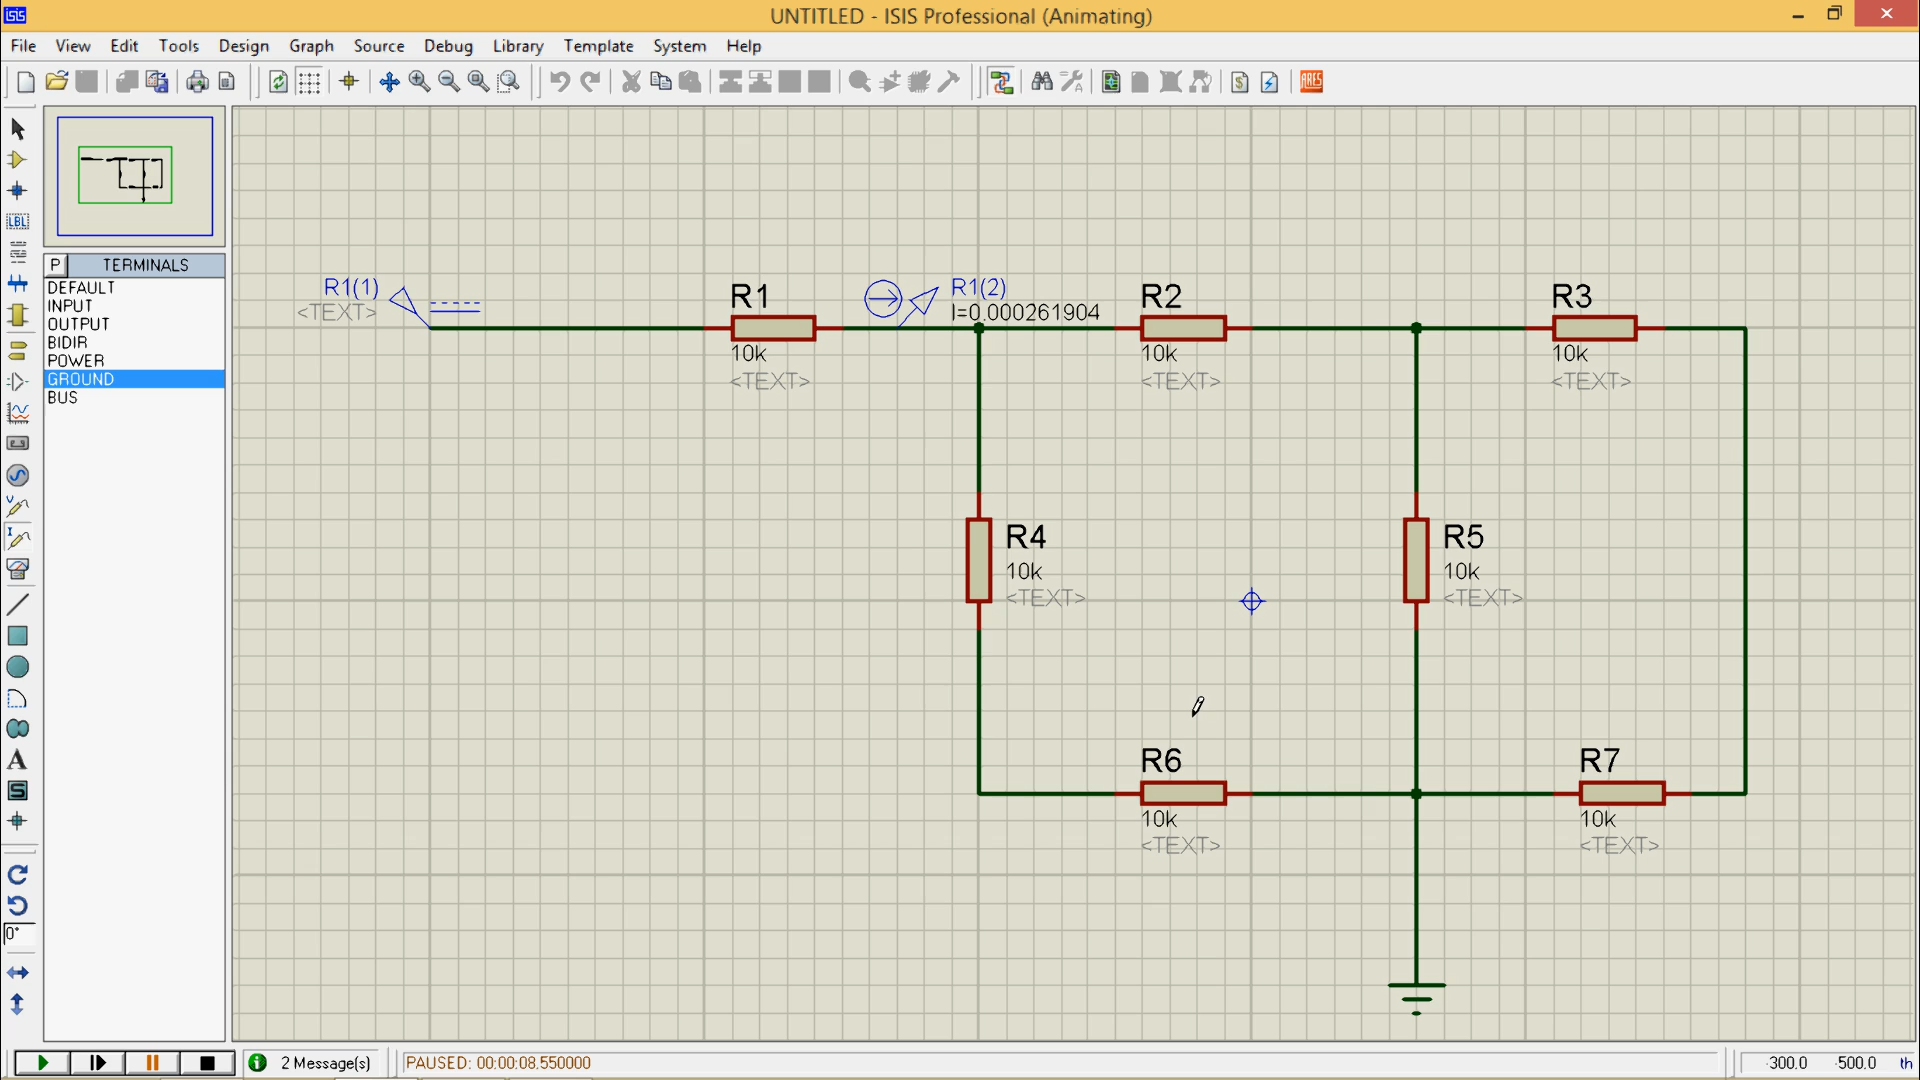 isis
UNTITLED - ISIS Professional (Animating)
File View Edit Tools Design Graph Source Debug Library Template System Help
ARES
LBL
P TERMINALS
DEFAULT
INPUT
OUTPUT
BIDIR
POWER
GROUND
BUS
A
S
0°
R1(1)
<TEXT>
R1
10k
<TEXT>
R1(2)
I=0.000261904
R2
10k
<TEXT>
R3
10k
<TEXT>
R4
10k
<TEXT>
R5
10k
<TEXT>
R6
10k
<TEXT>
R7
10k
<TEXT>
2 Message(s)
PAUSED: 00:00:08.550000
-300.0 -500.0 th